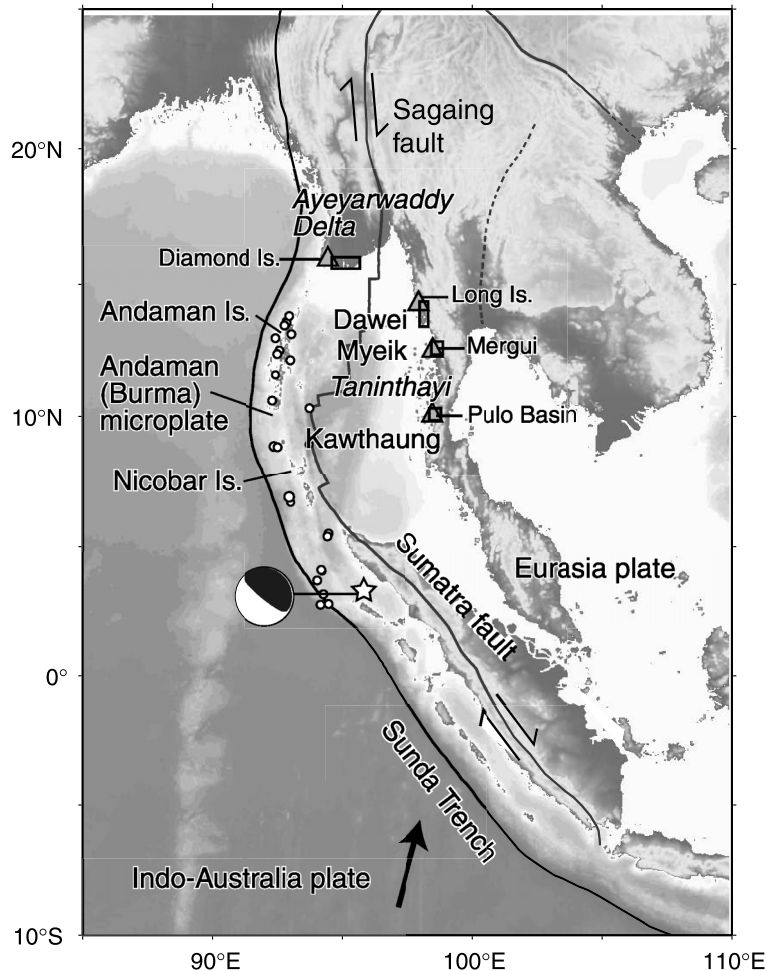 Sagaing
fault
20°N
Ayeyarwaddy
Delta
Diamond Is.
Long Is.
Andaman Is.
Dawei
Myeik
Mergui
Andaman
(Burma)
microplate
Taninthayi
10°N
Pulo Basin
Kawthaung
Nicobar Is.
Sumatra fault
Eurasia plate
0°
Sunda Trench
Indo-Australia plate
10°S
90°E
100°E
110°E